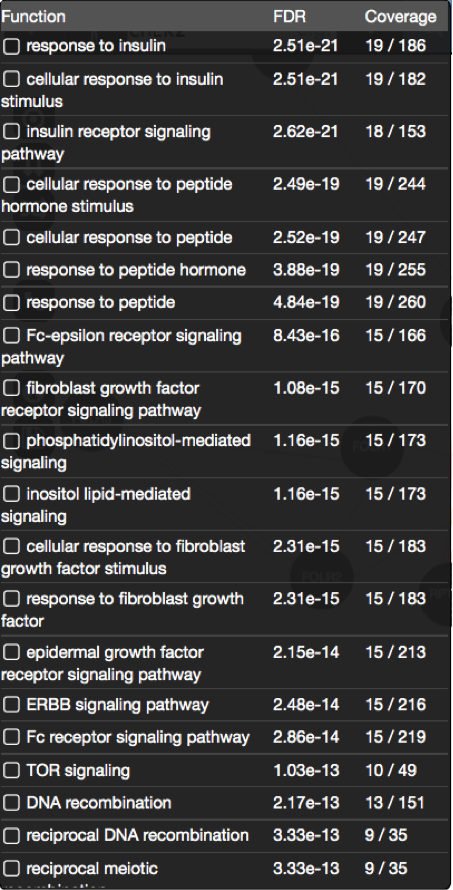 Function FDR Coverage
response to insulin 2.51e-21 19 / 186
cellular response to insulin 2.51e-21 19 / 182
stimulus
insulin receptor signaling 2.62e-21 18 / 153
pathway
cellular response to peptide 2.49e-19 19 / 244
hormone stimulus
cellular response to peptide 2.52e-19 19 / 247
response to peptide hormone 3.88e-19 19 / 255
response to peptide 4.84e-19 19 / 260
Fc-epsilon receptor signaling 8.43e-16 15 / 166
pathway
fibroblast growth factor 1.08e-15 15 / 170
receptor signaling pathway
phosphatidylinositol-mediated 1.16e-15 15 / 173
signaling
inositol lipid-mediated 1.16e-15 15 / 173
signaling
cellular response to fibroblast 2.31e-15 15 / 183
growth factor stimulus
response to fibroblast growth 2.31e-15 15 / 183
factor
epidermal growth factor 2.15e-14 15 / 213
receptor signaling pathway
ERBB signaling pathway 2.48e-14 15 / 216
Fc receptor signaling pathway 2.86e-14 15 / 219
TOR signaling 1.03e-13 10 / 49
DNA recombination 2.17e-13 13 / 151
reciprocal DNA recombination 3.33e-13 9 / 35
reciprocal meiotic 3.33e-13 9 / 35